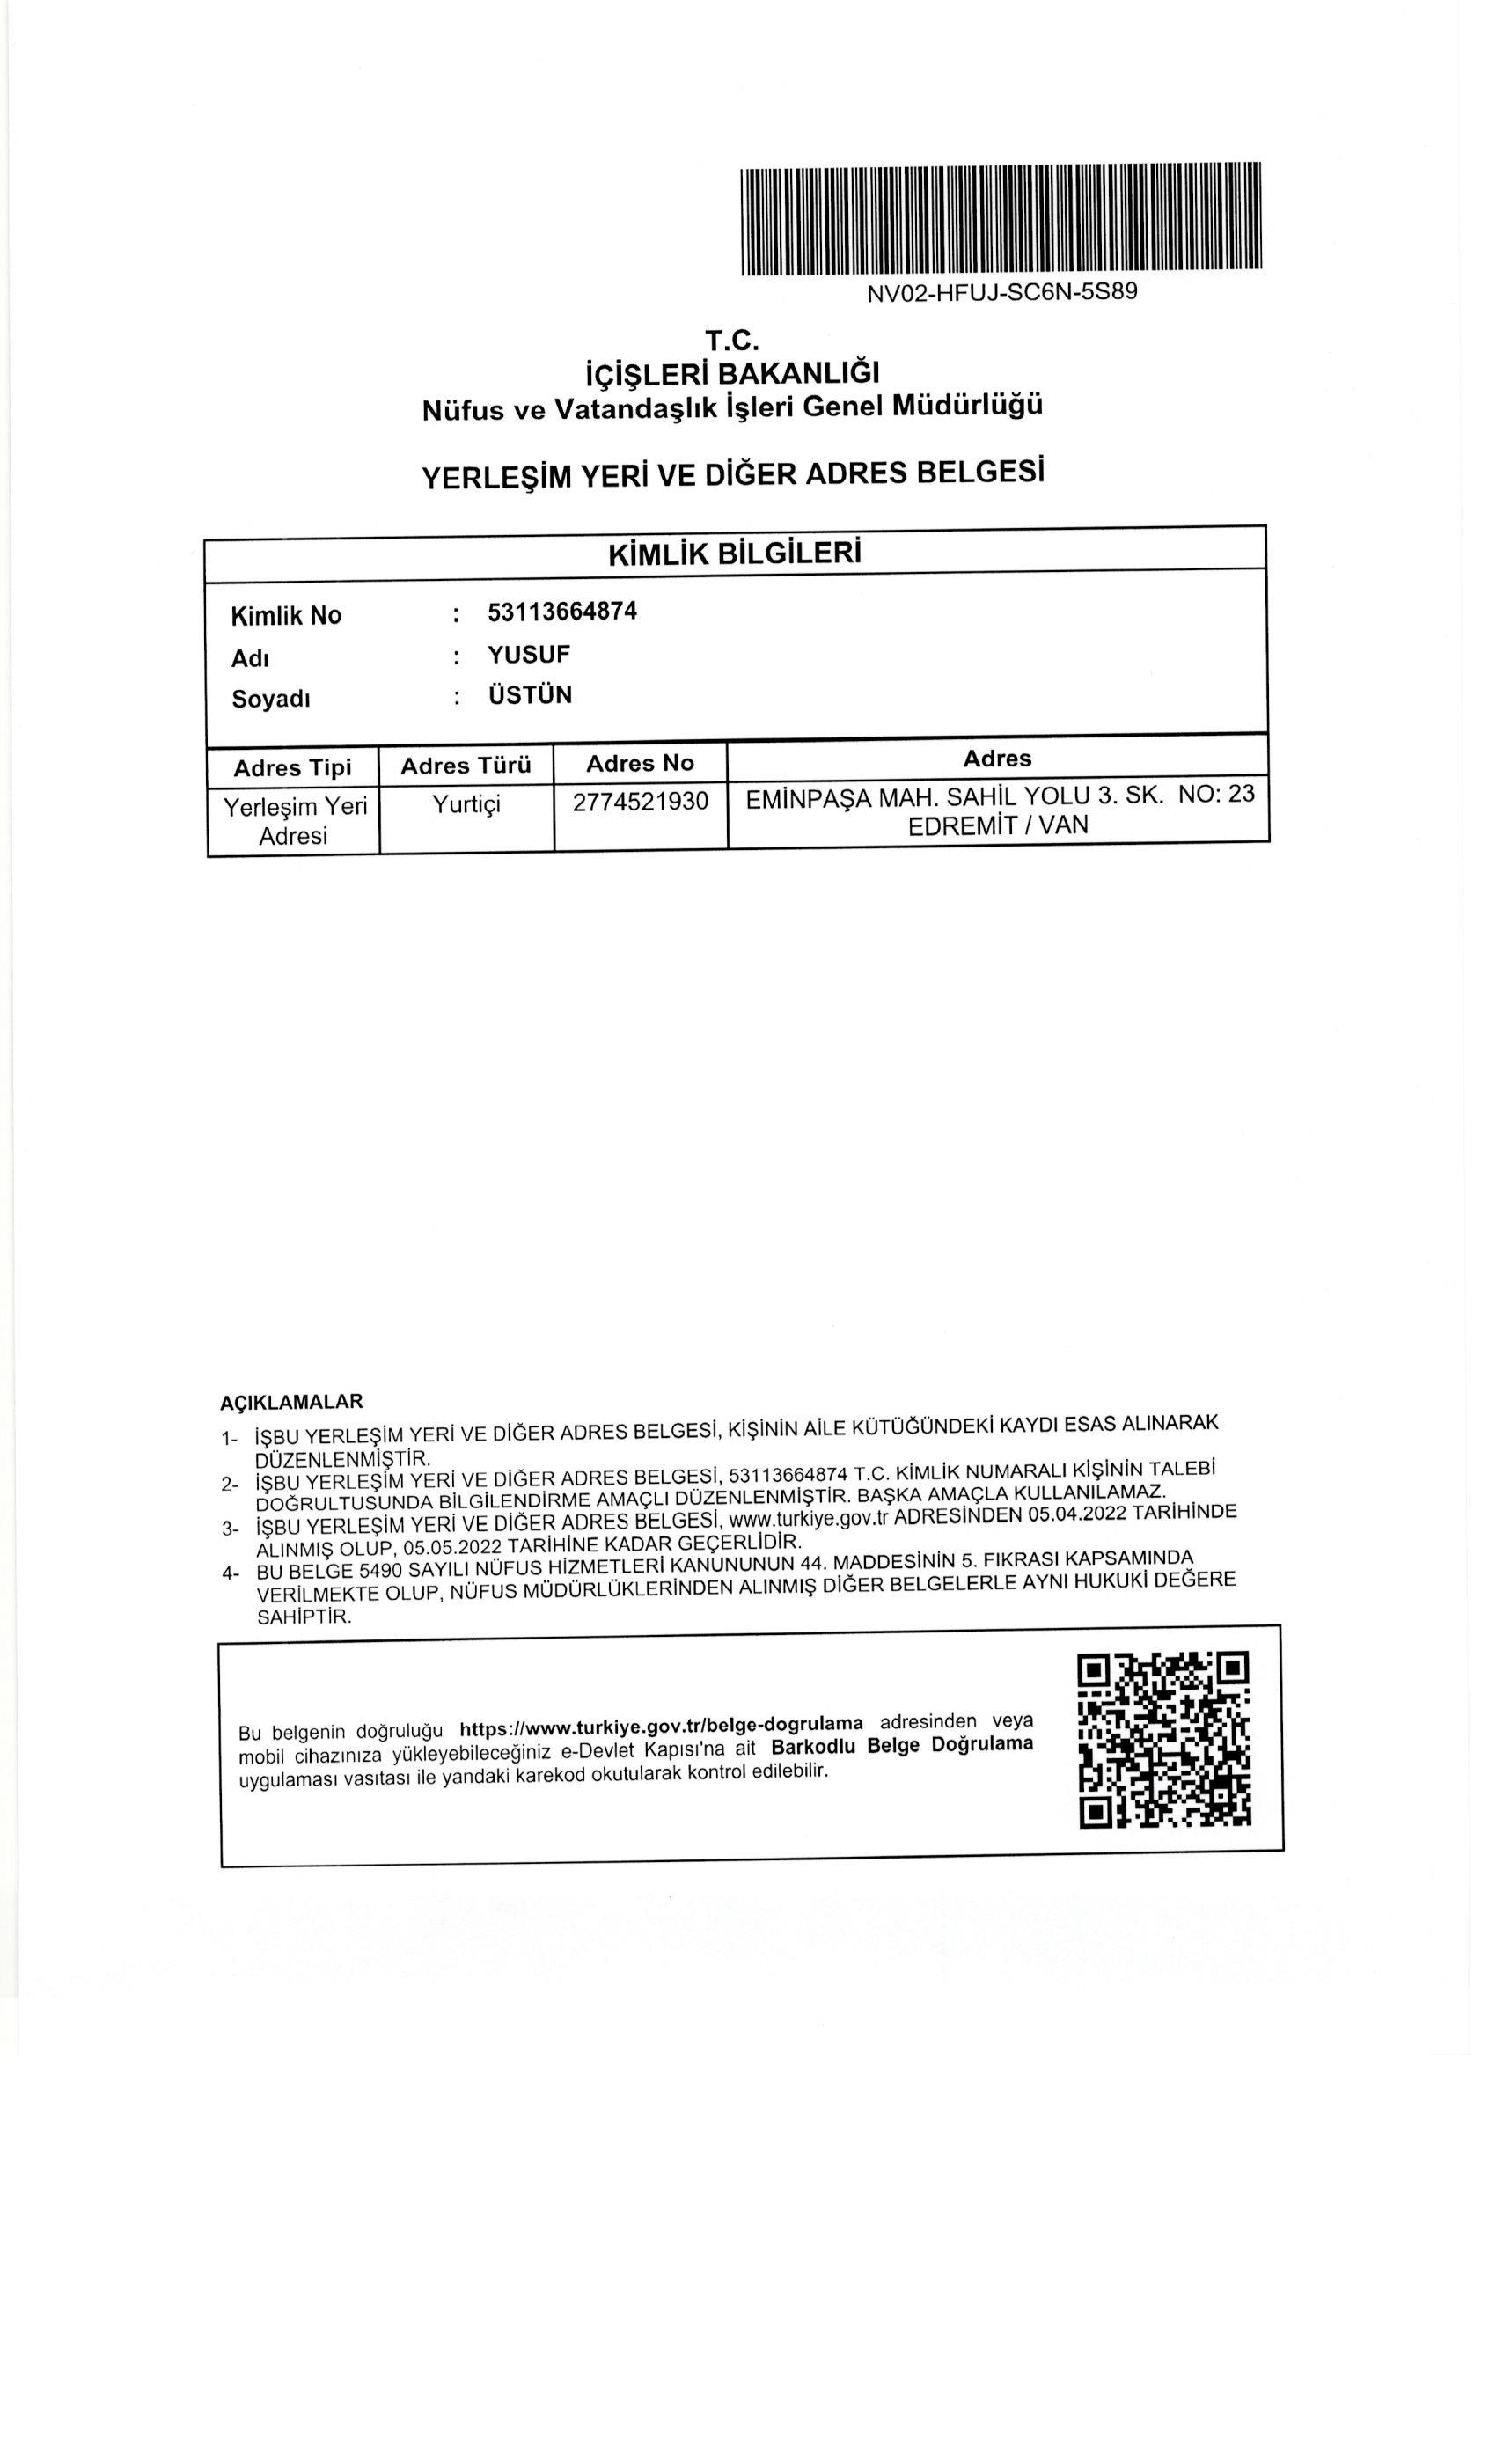 NV02-HFUJ-SC6N-5S89
T.C.
İÇİŞLERİ BAKANLIĞI
Nüfus ve Vatandaşlık İşleri Genel Müdürlüğü
YERLEŞİM YERİ VE DİĞER ADRES BELGESİ
KİMLİK BİLGİLERİ
Kimlik No : 53113664874
Adı : YUSUF
Soyadı : ÜSTÜN
Adres Tipi Adres Türü Adres No Adres
Yerleşim Yeri Yurtiçi 2774521930 EMİNPAŞA MAH. SAHİL YOLU 3. SK. NO: 23
Adresi EDREMİT / VAN
AÇIKLAMALAR
1- İŞBU YERLEŞİM YERİ VE DİĞER ADRES BELGESİ, KİŞİNİN AİLE KÜTÜĞÜNDEKİ KAYDI ESAS ALINARAK
DÜZENLENMİŞTİR.
2- İŞBU YERLEŞİM YERİ VE DİĞER ADRES BELGESİ, 53113664874 T.C. KİMLİK NUMARALI KİŞİNİN TALEBİ
DOĞRULTUSUNDA BİLGİLENDİRME AMAÇLI DÜZENLENMİŞTİR. BAŞKA AMAÇLA KULLANILAMAZ.
3- İŞBU YERLEŞİM YERİ VE DİĞER ADRES BELGESİ, www.turkiye.gov.tr ADRESİNDEN 05.04.2022 TARİHİNDE
ALINMIŞ OLUP, 05.05.2022 TARİHİNE KADAR GEÇERLİDİR.
4- BU BELGE 5490 SAYILI NÜFUS HİZMETLERİ KANUNUNUN 44. MADDESİNİN 5. FIKRASI KAPSAMINDA
VERİLMEKTE OLUP, NÜFUS MÜDÜRLÜKLERİNDEN ALINMIŞ DİĞER BELGELERLE AYNI HUKUKİ DEĞERE
SAHİPTİR.
Bu belgenin doğruluğu https://www.turkiye.gov.tr/belge-dogrulama adresinden veya
mobil cihazınıza yükleyebileceğiniz e-Devlet Kapısı'na ait Barkodlu Belge Doğrulama
uygulaması vasıtası ile yandaki karekod okutularak kontrol edilebilir.